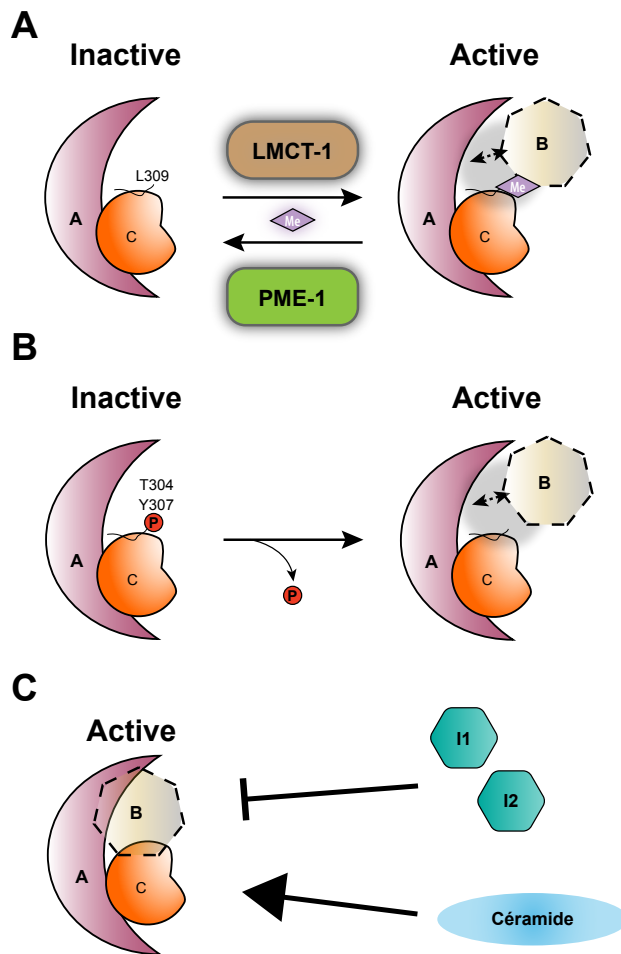 A
Inactive
Active
LMCT-1
L309
B
Me
A
C
Me
A
C
PME-1
B
Inactive
Active
T304
Y307
P
B
A
C
A
C
P
C
Active
I1
I2
B
A
C
Céramide